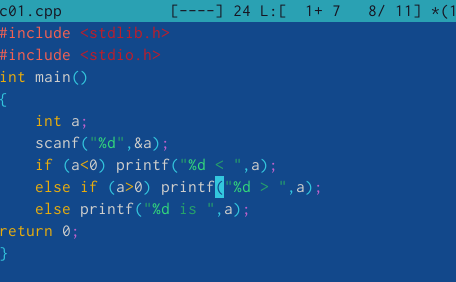 c01.cpp [----] 24 L:[ 1+ 7 8/ 11] *(1
#include <stdlib.h>
#include <stdio.h>
int main()
{
int a;
scanf("%d",&a);
if (a<0) printf("%d < ",a);
else if (a>0) printf("%d > ",a);
else printf("%d is ",a);
return 0;
}